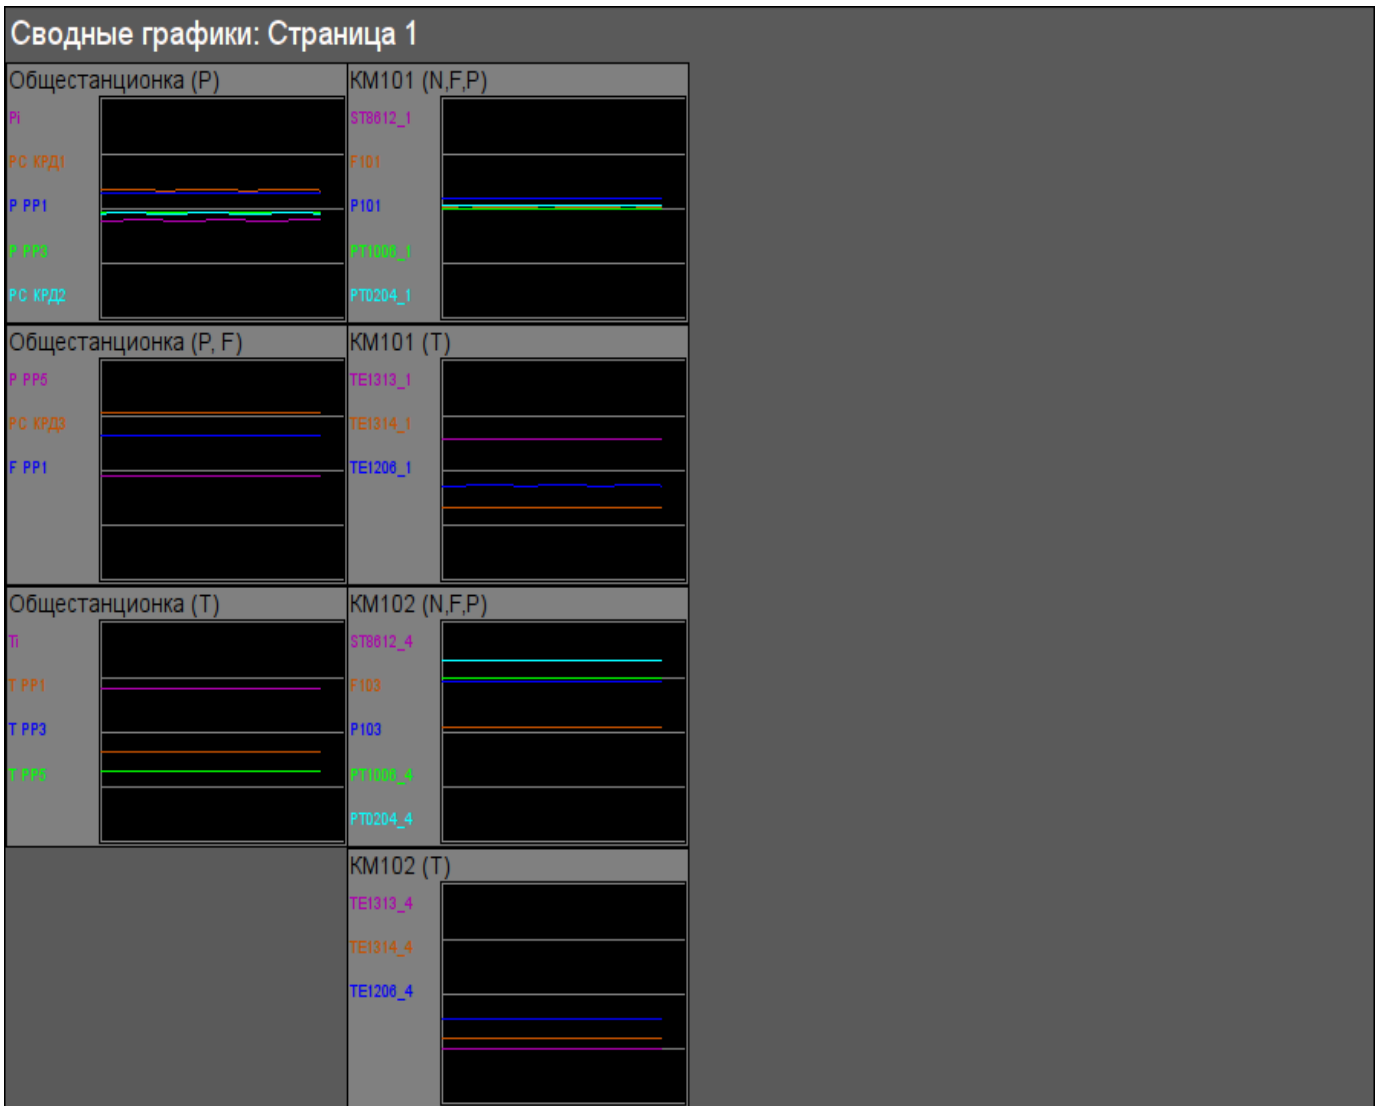 Сводные графики: Страница 1
Общестанционка (P)
Pi
PC КРД1
P PP1
P PP3
PC КРД2
КМ101 (N,F,P)
ST8612_1
F101
P101
PT1006_1
PT0204_1
Общестанционка (P, F)
P PP5
PC КРД3
F PP1
КМ101 (T)
TE1313_1
TE1314_1
TE1206_1
Общестанционка (T)
Ti
T PP1
T PP3
T PP5
КМ102 (N,F,P)
ST8612_4
F103
P103
PT1006_4
PT0204_4
КМ102 (T)
TE1313_4
TE1314_4
TE1206_4